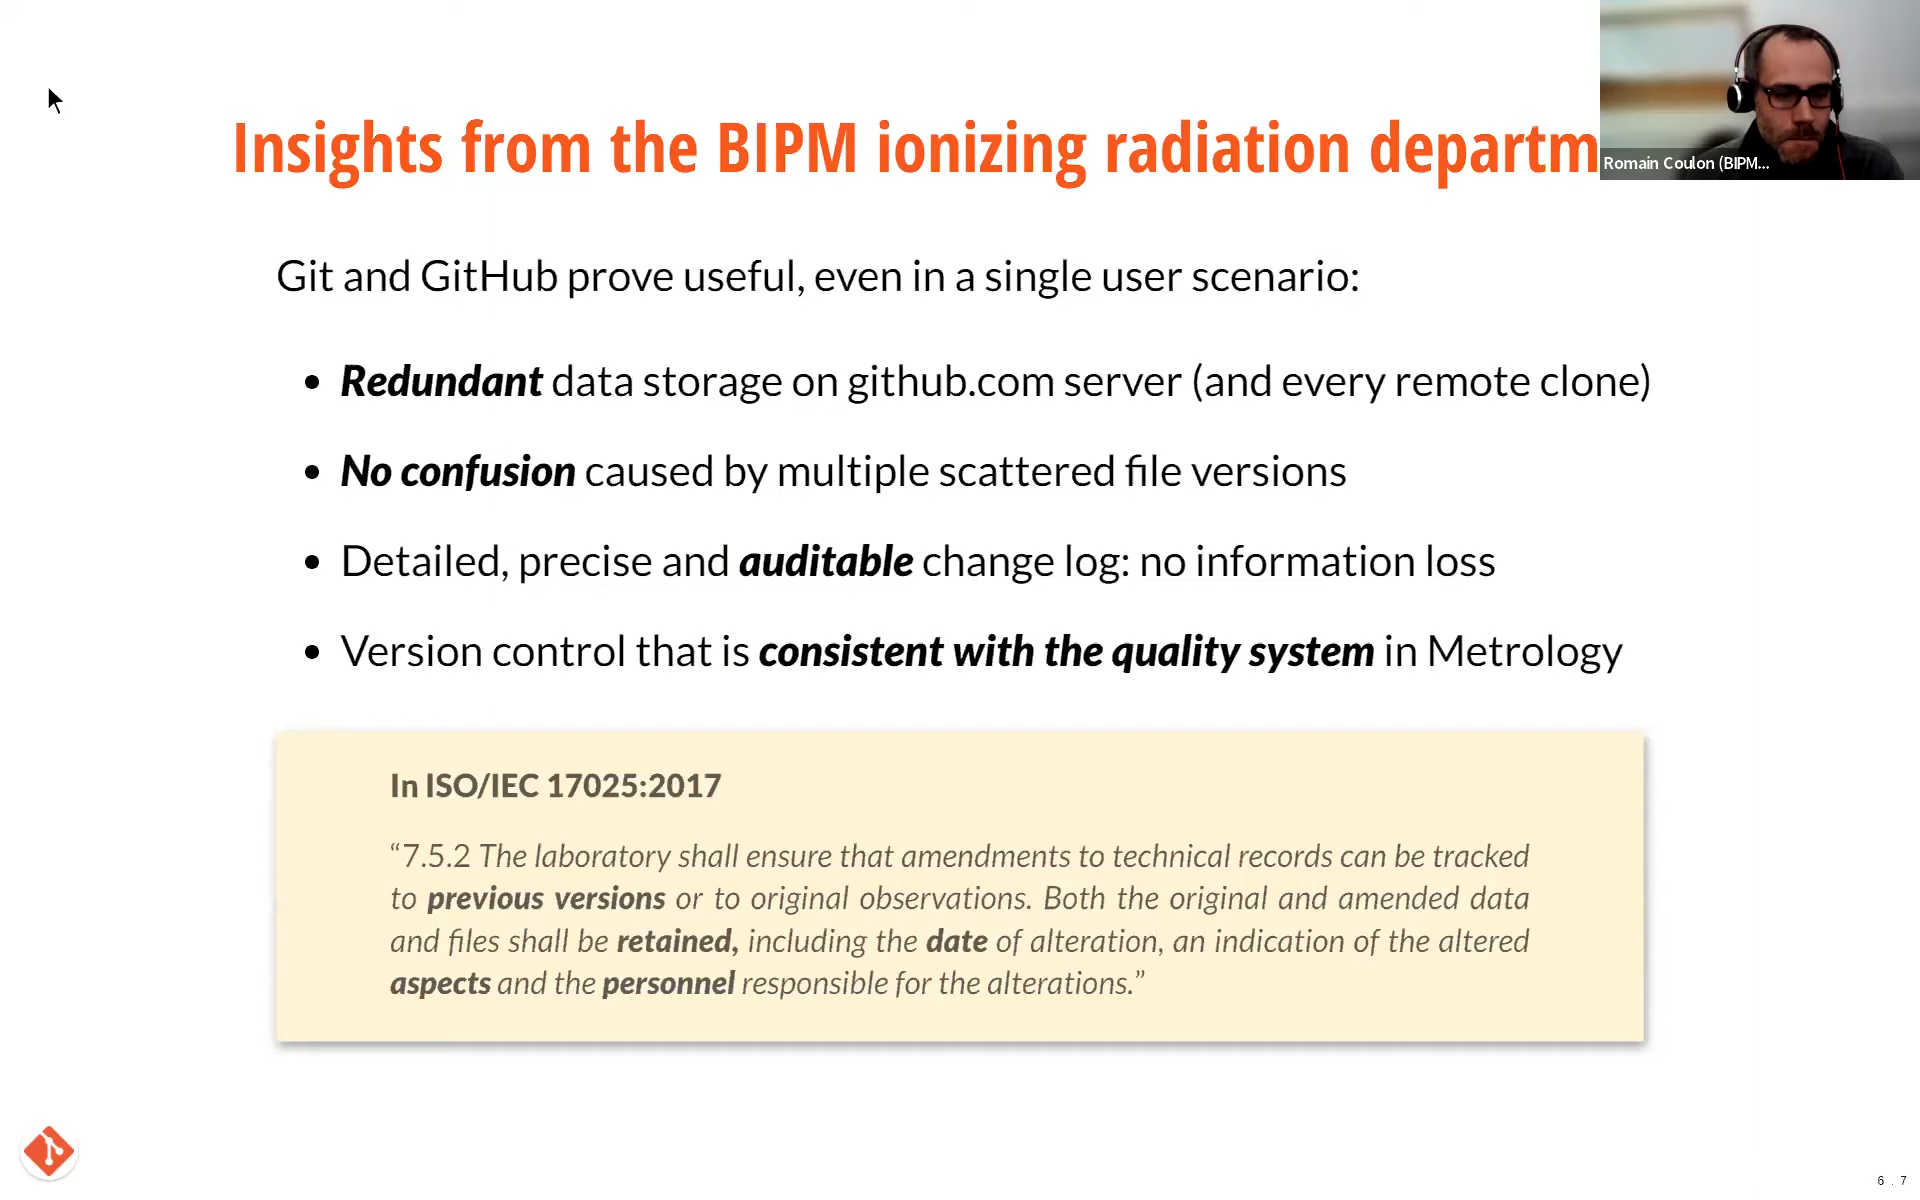 Insights from the BIPM ionizing radiation departm
Romain Coulon (BIPM...
Git and GitHub prove useful, even in a single user scenario:
• Redundant data storage on github.com server (and every remote clone)
• No confusion caused by multiple scattered file versions
• Detailed, precise and auditable change log: no information loss
• Version control that is consistent with the quality system in Metrology
In ISO/IEC 17025:2017
“7.5.2 The laboratory shall ensure that amendments to technical records can be tracked
to previous versions or to original observations. Both the original and amended data
and files shall be retained, including the date of alteration, an indication of the altered
aspects and the personnel responsible for the alterations.”
6 . 7